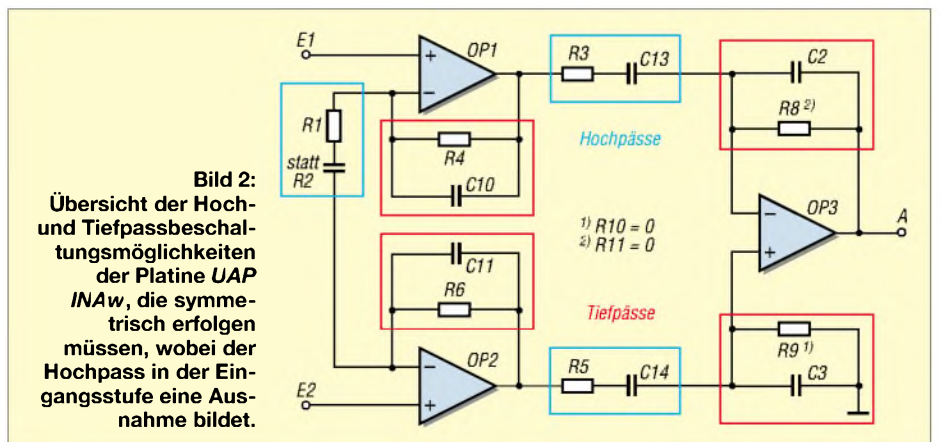 Bild 2:
Übersicht der Hoch-
und Tiefpassbeschal-
tungsmöglichkeiten
der Platine UAP
INAw, die symme-
trisch erfolgen
müssen, wobei der
Hochpass in der Ein-
gangsstufe eine Aus-
nahme bildet.
E1
OP1
+
−
R1
statt
R2
R4
C10
R3
C13
Hochpässe
C2
R8 2)
1) R10 = 0
2) R11 = 0
OP3
−
+
A
C11
R6
Tiefpässe
OP2
−
+
E2
R5
C14
R9 1)
C3